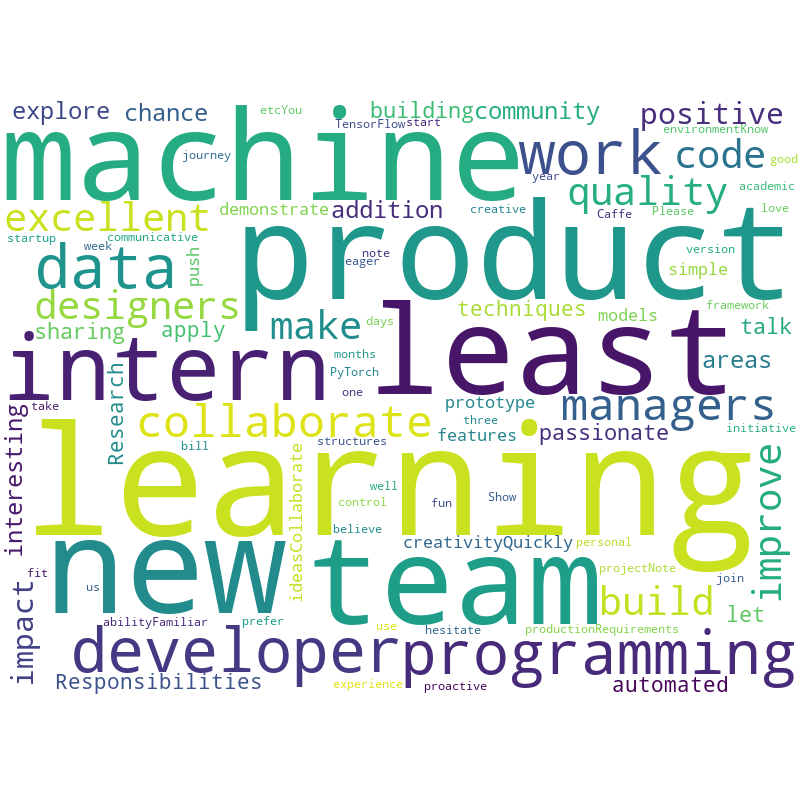 explore chance etcYou building community positive
TensorFlow start environmentKnow
machine work code
journey year good
excellent demonstrate addition creative quality academic
Caffe Please love
startup week communicative product
data push note eager simple version
designers techniques models framework
sharing apply make days talk
intern months least areas
Research PyTorch one
take collaborate prototype managers
three initiative
interesting bill structures features passionate
learning
ideasCollaborate control well fun Show improve
believe creativityQuickly personal
new team projectNote join
fit us build let
impact abilityFamiliar prefer use hesitate productionRequirements
developer programming
Responsibilities experience proactive automated